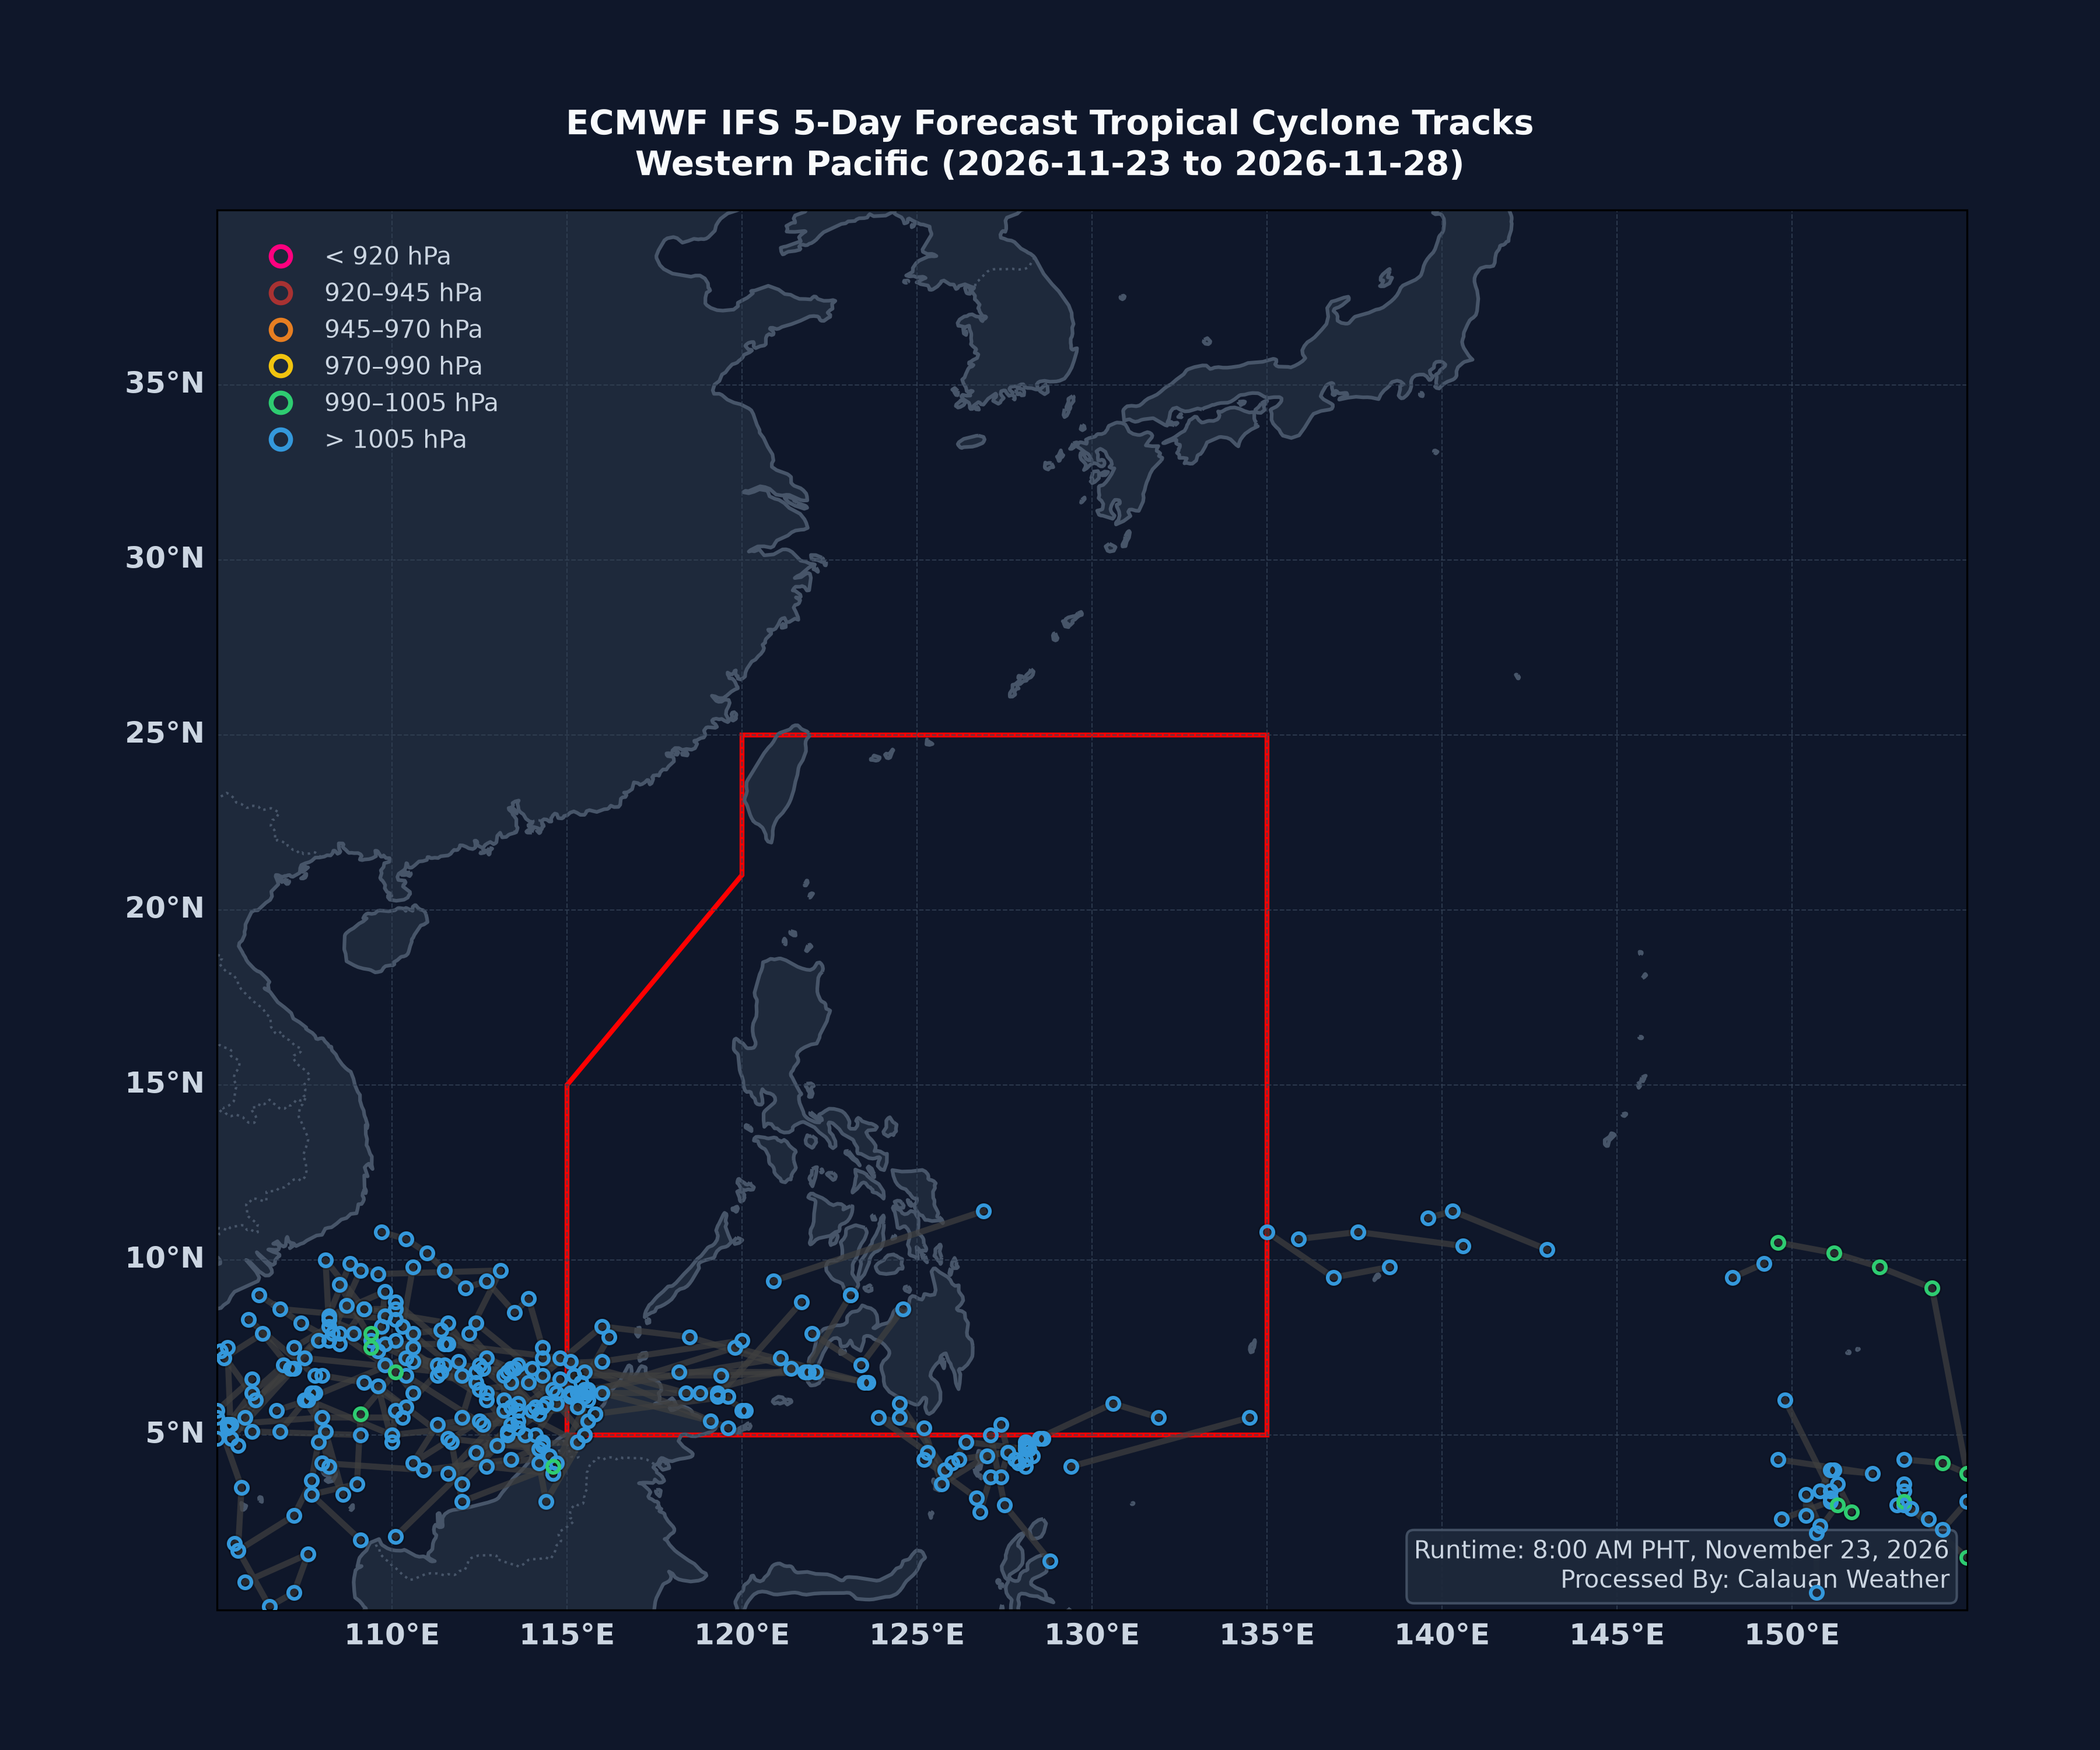 ECMWF IFS 5-Day Forecast Tropical Cyclone Tracks
Western Pacific (2026-11-23 to 2026-11-28)
< 920 hPa
920–945 hPa
945–970 hPa
970–990 hPa
990–1005 hPa
> 1005 hPa
35°N
30°N
25°N
20°N
15°N
10°N
5°N
Runtime: 8:00 AM PHT, November 23, 2026
Processed By: Calauan Weather
110°E 115°E 120°E 125°E 130°E 135°E 140°E 145°E 150°E